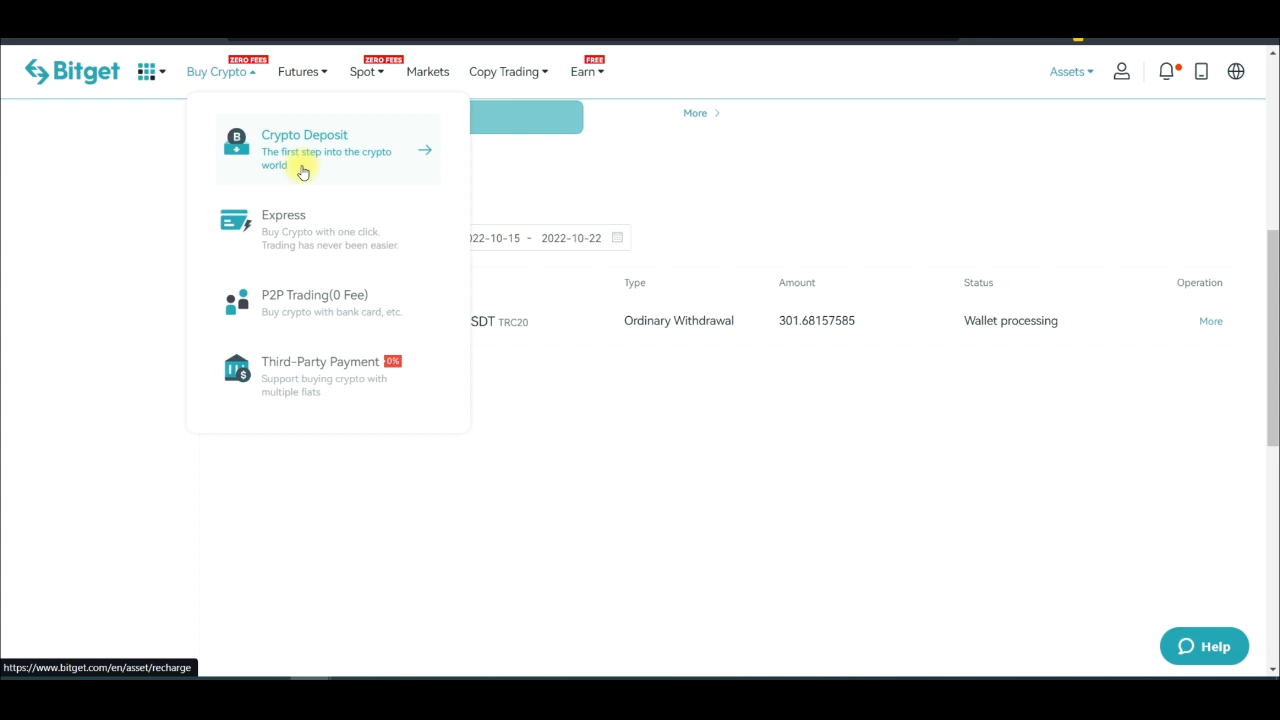 ZERO FEES ZERO FEES FREE
Bitget Buy Crypto Futures Spot Markets Copy Trading Earn Assets
More
Crypto Deposit
The first step into the crypto
world
Express
Buy Crypto with one click.
Trading has never been easier.
P2P Trading(0 Fee)
Buy crypto with bank card, etc.
Third-Party Payment 0%
Support buying crypto with
multiple fiats
22-10-15 - 2022-10-22
Type Amount Status Operation
SDT TRC20 Ordinary Withdrawal 301.68157585 Wallet processing More
Help
https://www.bitget.com/en/asset/recharge